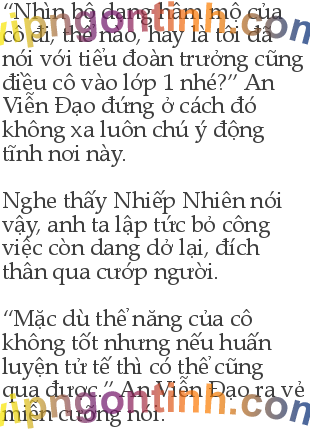 “Nhìn bộ dạng hâm mộ của
cô đi, thế nào, hay là tôi đã
nói với tiểu đoàn trưởng cũng
điều cô vào lớp 1 nhé?” An
Viễn Đạo đứng ở cách đó
không xa luôn chú ý động
tĩnh nơi này.
Nghe thấy Nhiếp Nhiên nói
vậy, anh ta lập tức bỏ công
việc còn dang dở lại, đích
thân qua cướp người.
“Mặc dù thể năng của cô
không tốt nhưng nếu huấn
luyện tử tế thì có thể cũng
qua được.” An Viễn Đạo ra vẻ
miễn cưỡng nói.